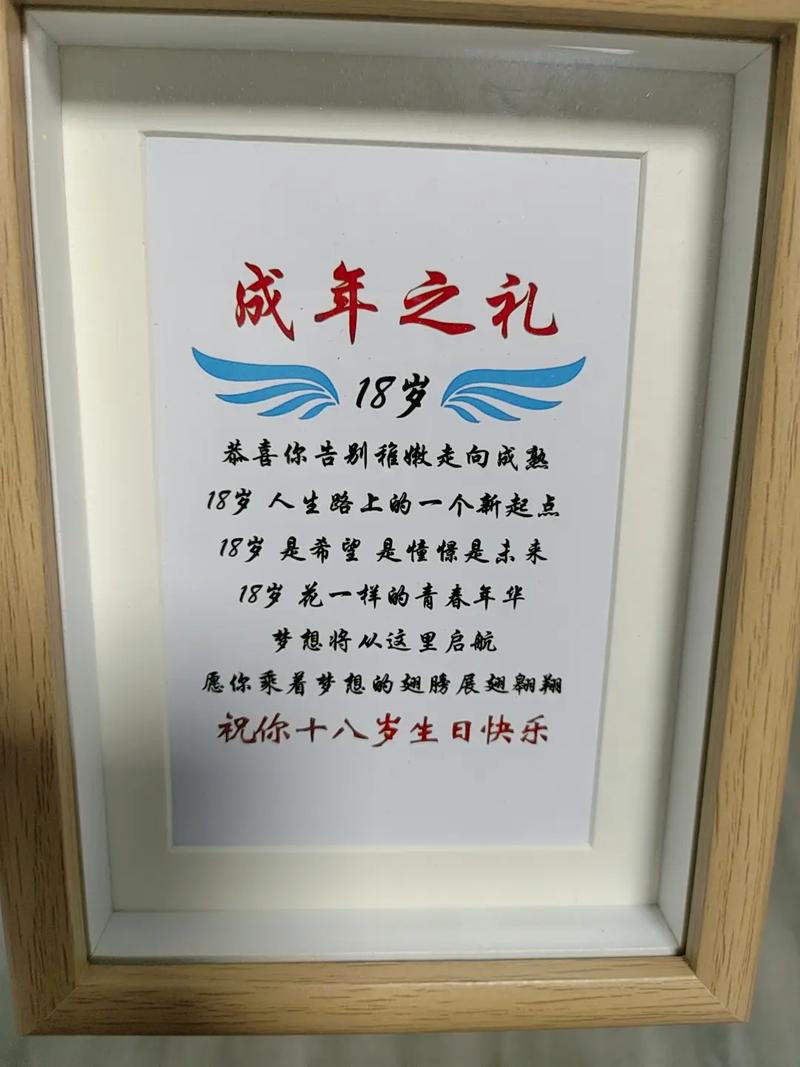 成年之礼
18岁
恭喜你告别稚嫩走向成熟
18岁 人生路上的一个新起点
18岁 是希望 是憧憬是未来
18岁 花一样的青春年华
梦想将从这里启航
愿你乘着梦想的翅膀展翅翱翔
祝你十八岁生日快乐